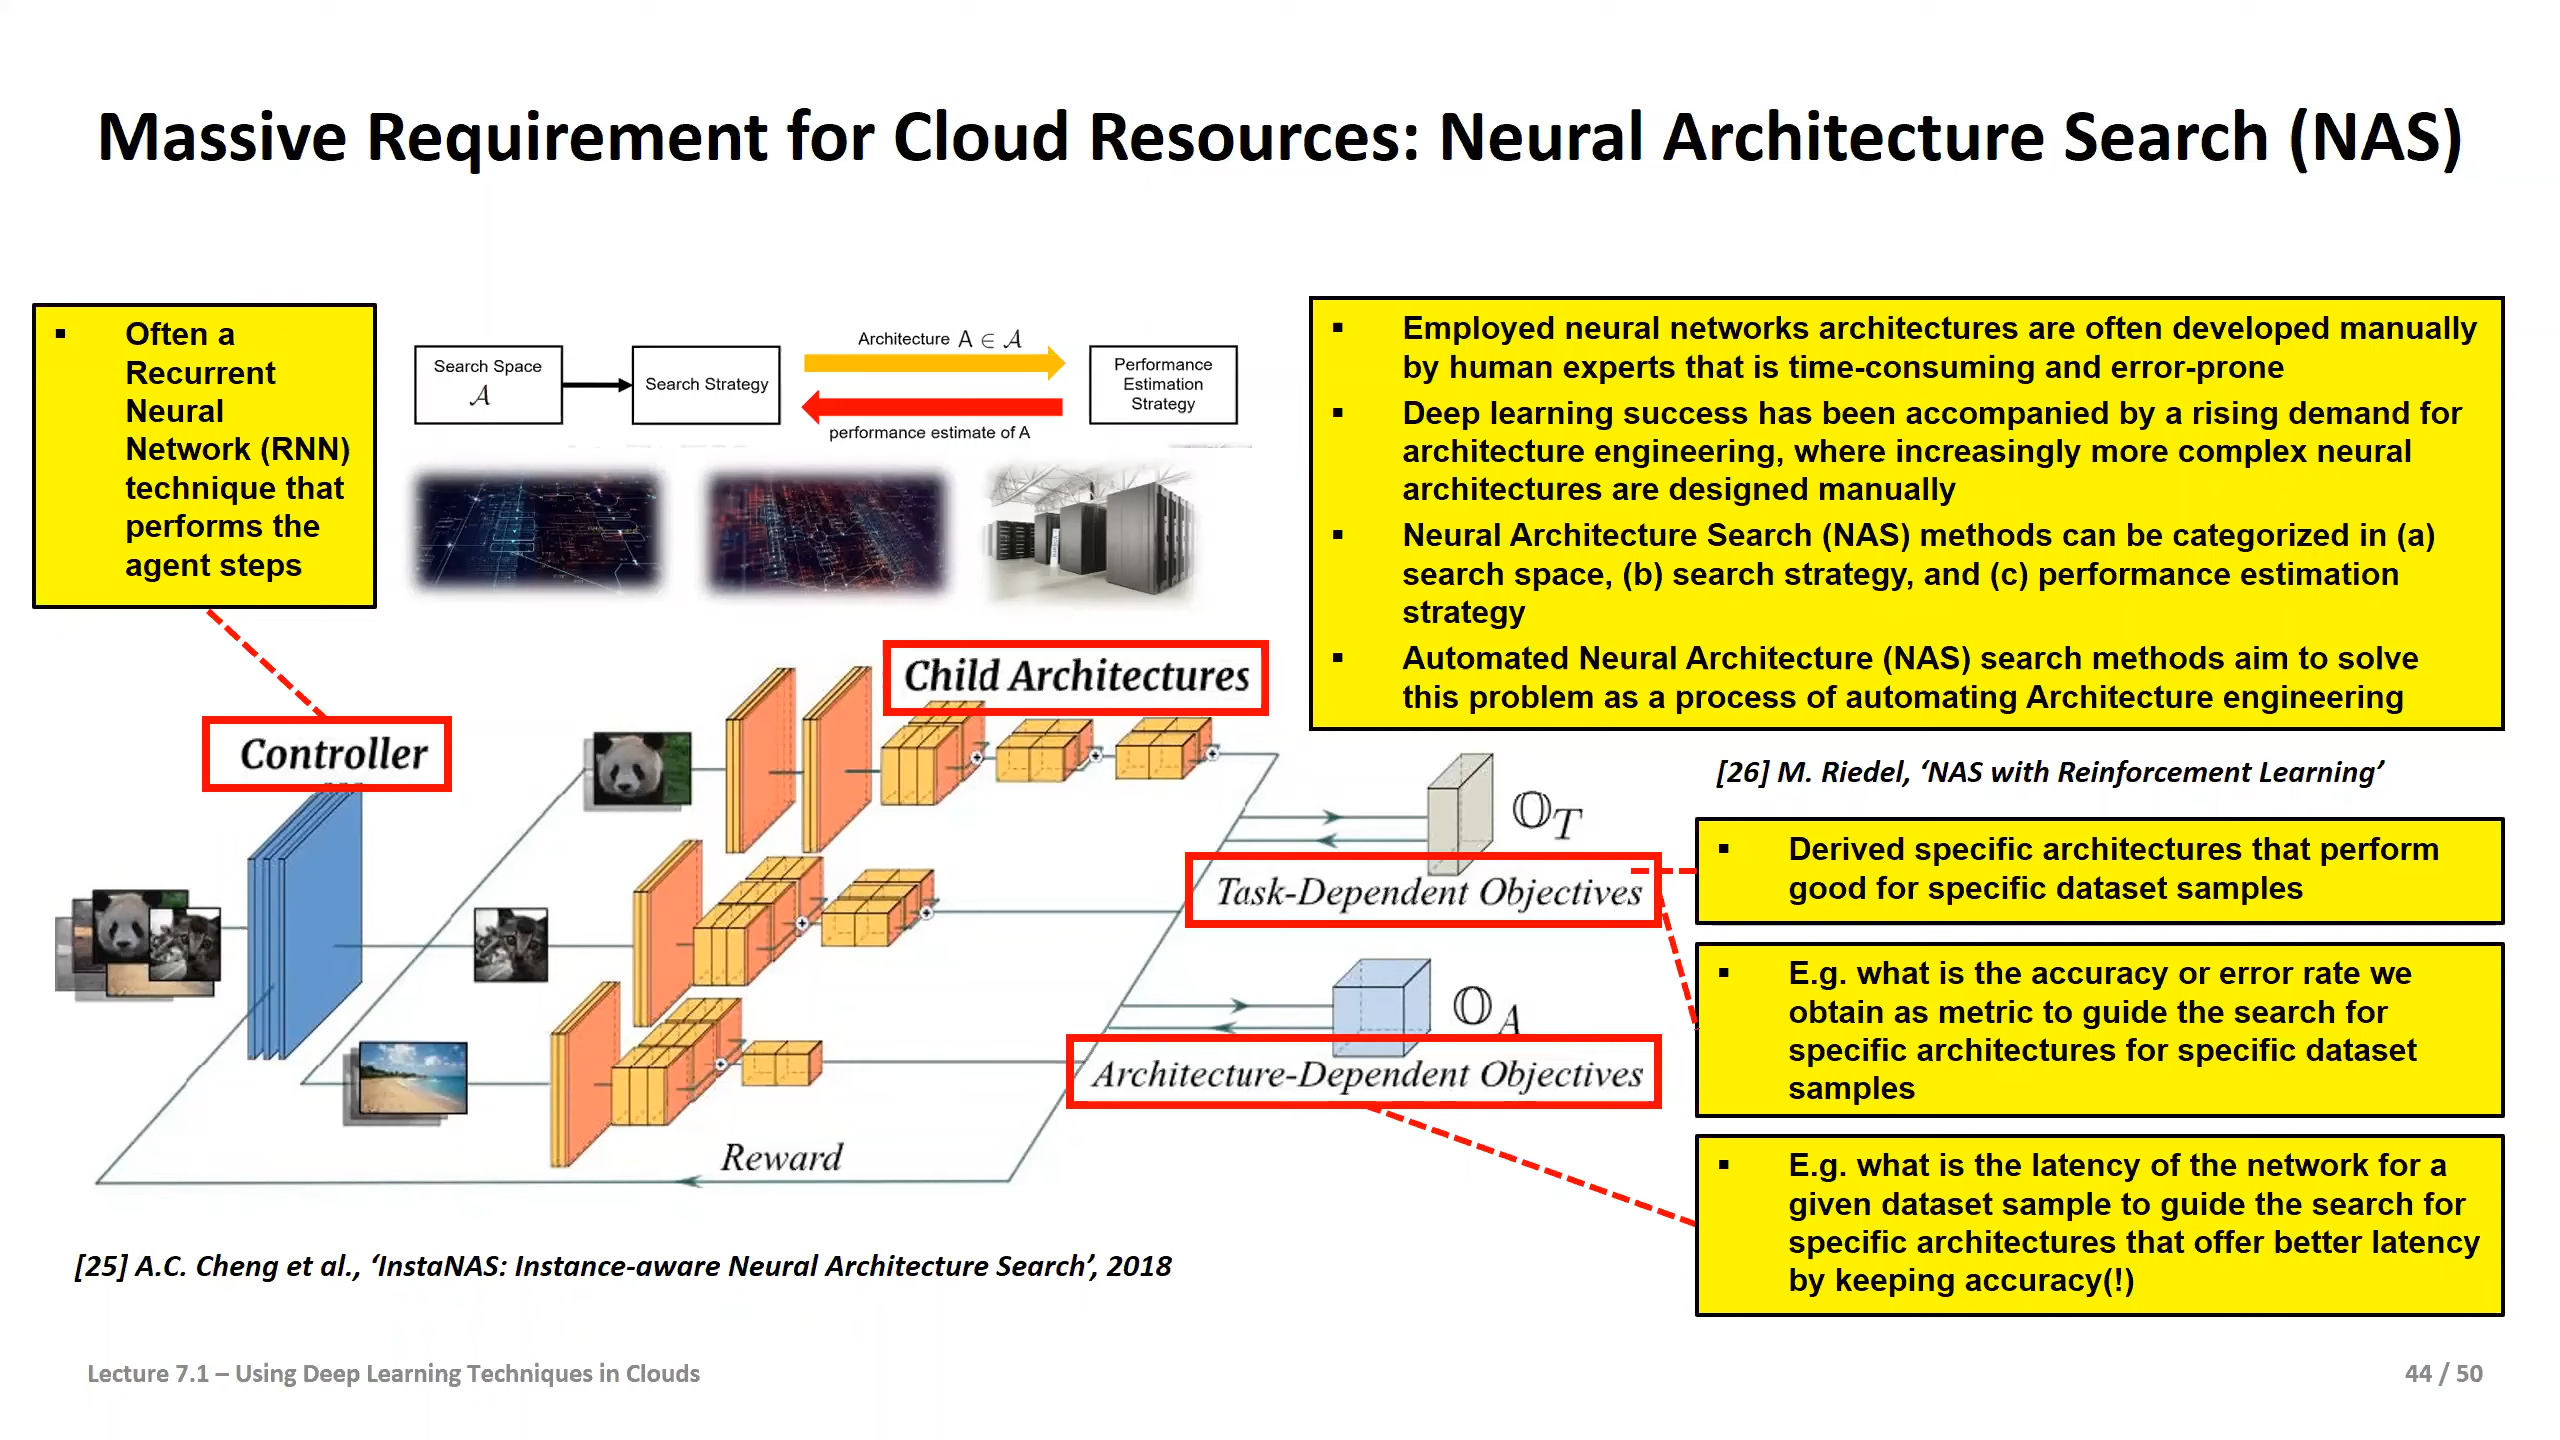 Massive Requirement for Cloud Resources: Neural Architecture Search (NAS)
▪ Often a
Recurrent
Neural
Network (RNN)
technique that
performs the
agent steps
Search Space
𝒜
Search Strategy
Architecture A ∈ 𝒜
performance estimate of A
Performance
Estimation
Strategy
▪ Employed neural networks architectures are often developed manually
by human experts that is time-consuming and error-prone
▪ Deep learning success has been accompanied by a rising demand for
architecture engineering, where increasingly more complex neural
architectures are designed manually
▪ Neural Architecture Search (NAS) methods can be categorized in (a)
search space, (b) search strategy, and (c) performance estimation
strategy
▪ Automated Neural Architecture (NAS) search methods aim to solve
this problem as a process of automating Architecture engineering
Child Architectures
Controller
[26] M. Riedel, ‘NAS with Reinforcement Learning’
𝕆T
Task-Dependent Objectives
▪ Derived specific architectures that perform
good for specific dataset samples
▪ E.g. what is the accuracy or error rate we
obtain as metric to guide the search for
specific architectures for specific dataset
samples
𝕆A
Architecture-Dependent Objectives
▪ E.g. what is the latency of the network for a
given dataset sample to guide the search for
specific architectures that offer better latency
by keeping accuracy(!)
Reward
[25] A.C. Cheng et al., ‘InstaNAS: Instance-aware Neural Architecture Search’, 2018
Lecture 7.1 – Using Deep Learning Techniques in Clouds
44 / 50